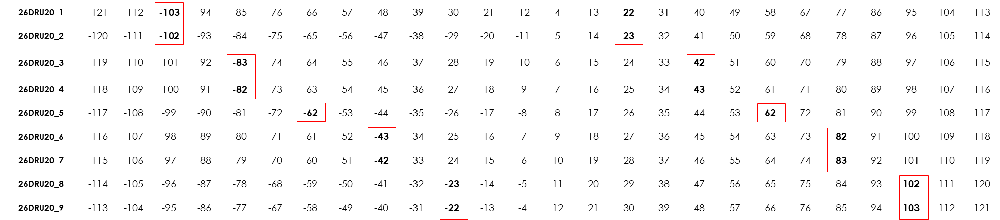 26DRU20_1 -121 -112 -103 -94 -85 -76 -66 -57 -48 -39 -30 -21 -12 4 13 22 31 40 49 58 67 77 86 95 104 113
26DRU20_2 -120 -111 -102 -93 -84 -75 -65 -56 -47 -38 -29 -20 -11 5 14 23 32 41 50 59 68 78 87 96 105 114
26DRU20_3 -119 -110 -101 -92 -83 -74 -64 -55 -46 -37 -28 -19 -10 6 15 24 33 42 51 60 70 79 88 97 106 115
26DRU20_4 -118 -109 -100 -91 -82 -73 -63 -54 -45 -36 -27 -18 -9 7 16 25 34 43 52 61 71 80 89 98 107 116
26DRU20_5 -117 -108 -99 -90 -81 -72 -62 -53 -44 -35 -26 -17 -8 8 17 26 35 44 53 62 72 81 90 99 108 117
26DRU20_6 -116 -107 -98 -89 -80 -71 -61 -52 -43 -34 -25 -16 -7 9 18 27 36 45 54 63 73 82 91 100 109 118
26DRU20_7 -115 -106 -97 -88 -79 -70 -60 -51 -42 -33 -24 -15 -6 10 19 28 37 46 55 64 74 83 92 101 110 119
26DRU20_8 -114 -105 -96 -87 -78 -68 -59 -50 -41 -32 -23 -14 -5 11 20 29 38 47 56 65 75 84 93 102 111 120
26DRU20_9 -113 -104 -95 -86 -77 -67 -58 -49 -40 -31 -22 -13 -4 12 21 30 39 48 57 66 76 85 94 103 112 121